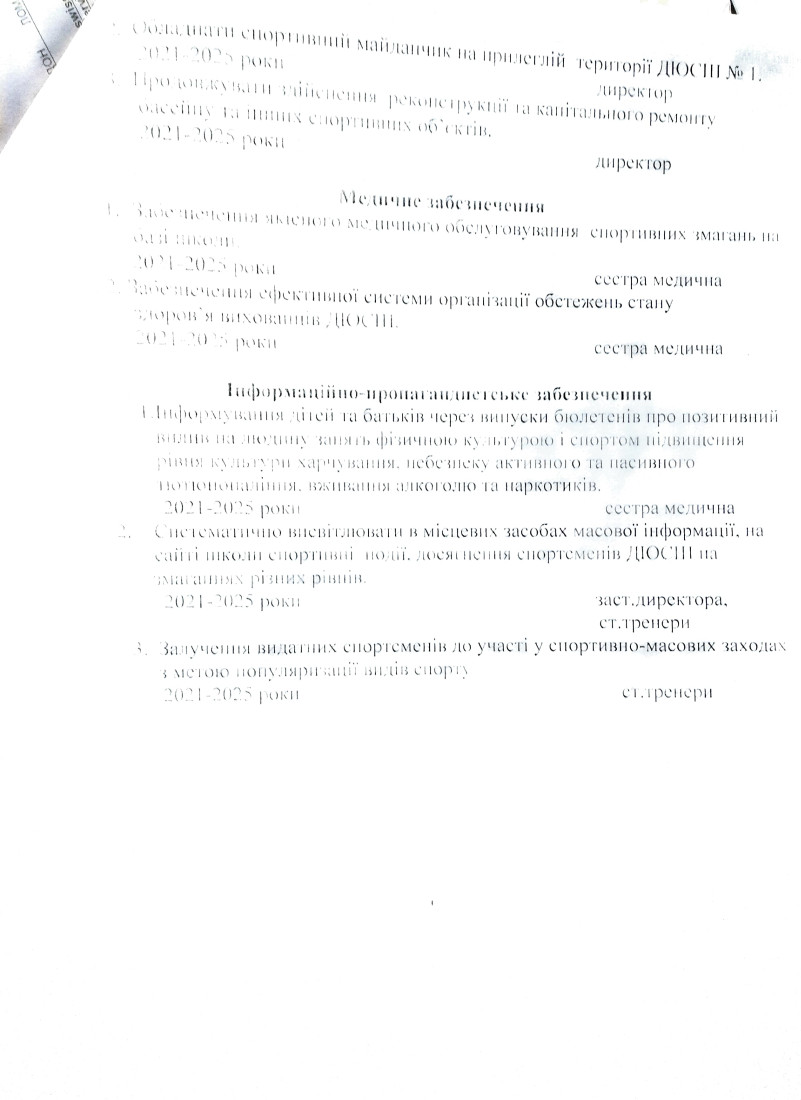 2. Обладнати спортивний майданчик на прилеглій території ДЮСШ № 1.
2021-2025 роки
директор
3. Продовжувати здійснення реконструкції та капітального ремонту
басейну та інших спортивних об'єктів.
2021-2025 роки
директор
Медичне забезпечення
1. Забезпечення якісного медичного обслуговування спортивних змагань на
базі школи.
2021-2025 роки
сестра медична
2. Забезпечення ефективної системи організації обстежень стану
здоров'я вихованців ДЮСШ.
2021-2025 роки
сестра медична
Інформаційно-пропагандистське забезпечення
1.Інформування дітей та батьків через випуски бюлетенів про позитивний
вплив на людину занять фізичною культурою і спортом підвищення
рівня культури харчування, небезпеку активного та пасивного
тютюнопаління, вживання алкоголю та наркотиків.
2021-2025 роки сестра медична
2. Систематично висвітлювати в місцевих засобах масової інформації, на
сайті школи спортивні події, досягнення спортсменів ДЮСШ на
змаганнях різних рівнів.
2021-2025 роки заст.директора,
ст.тренери
3. Залучення видатних спортсменів до участі у спортивно-масових заходах
з метою популяризації видів спорту
2021-2025 роки ст.тренери